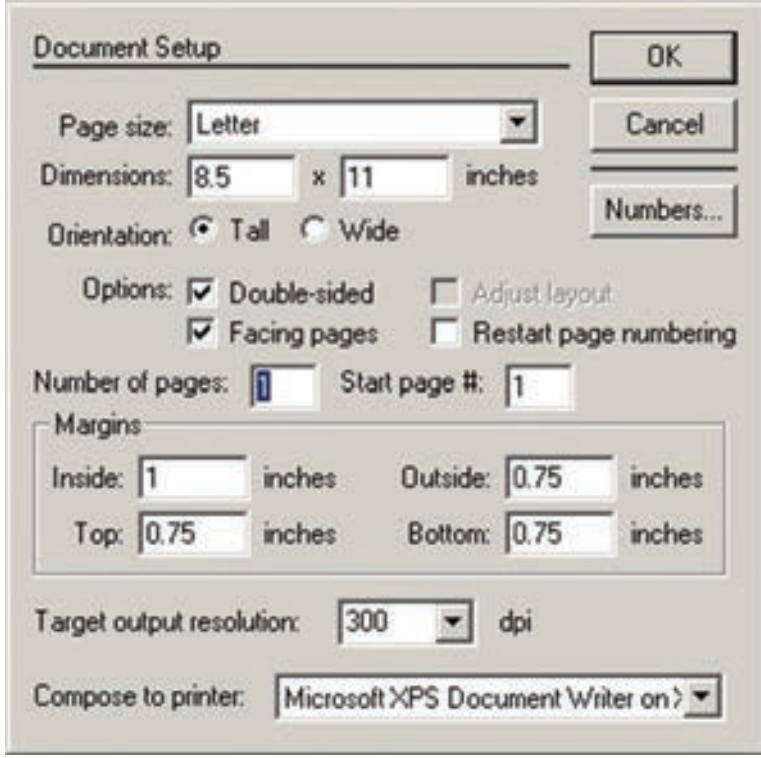 Document Setup
OK
Page size: Letter
Cancel
Dimensions: 8.5 x 11 inches
Numbers...
Orientation: Tall Wide
Options: Double-sided Adjust layout
Facing pages Restart page numbering
Number of pages: 1 Start page #: 1
Margins
Inside: 1 inches Outside: 0.75 inches
Top: 0.75 inches Bottom: 0.75 inches
Target output resolution: 300 dpi
Compose to printer: Microsoft XPS Document Writer on